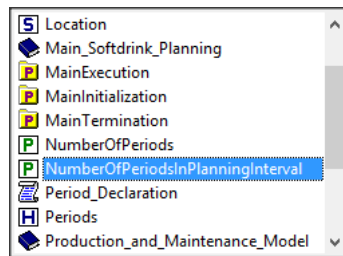 S Location
Main_Softdrink_Planning
P MainExecution
P MainInitialization
P MainTermination
P NumberOfPeriods
P NumberOfPeriodsInPlanningInterval
Period_Declaration
H Periods
Production_and_Maintenance_Model